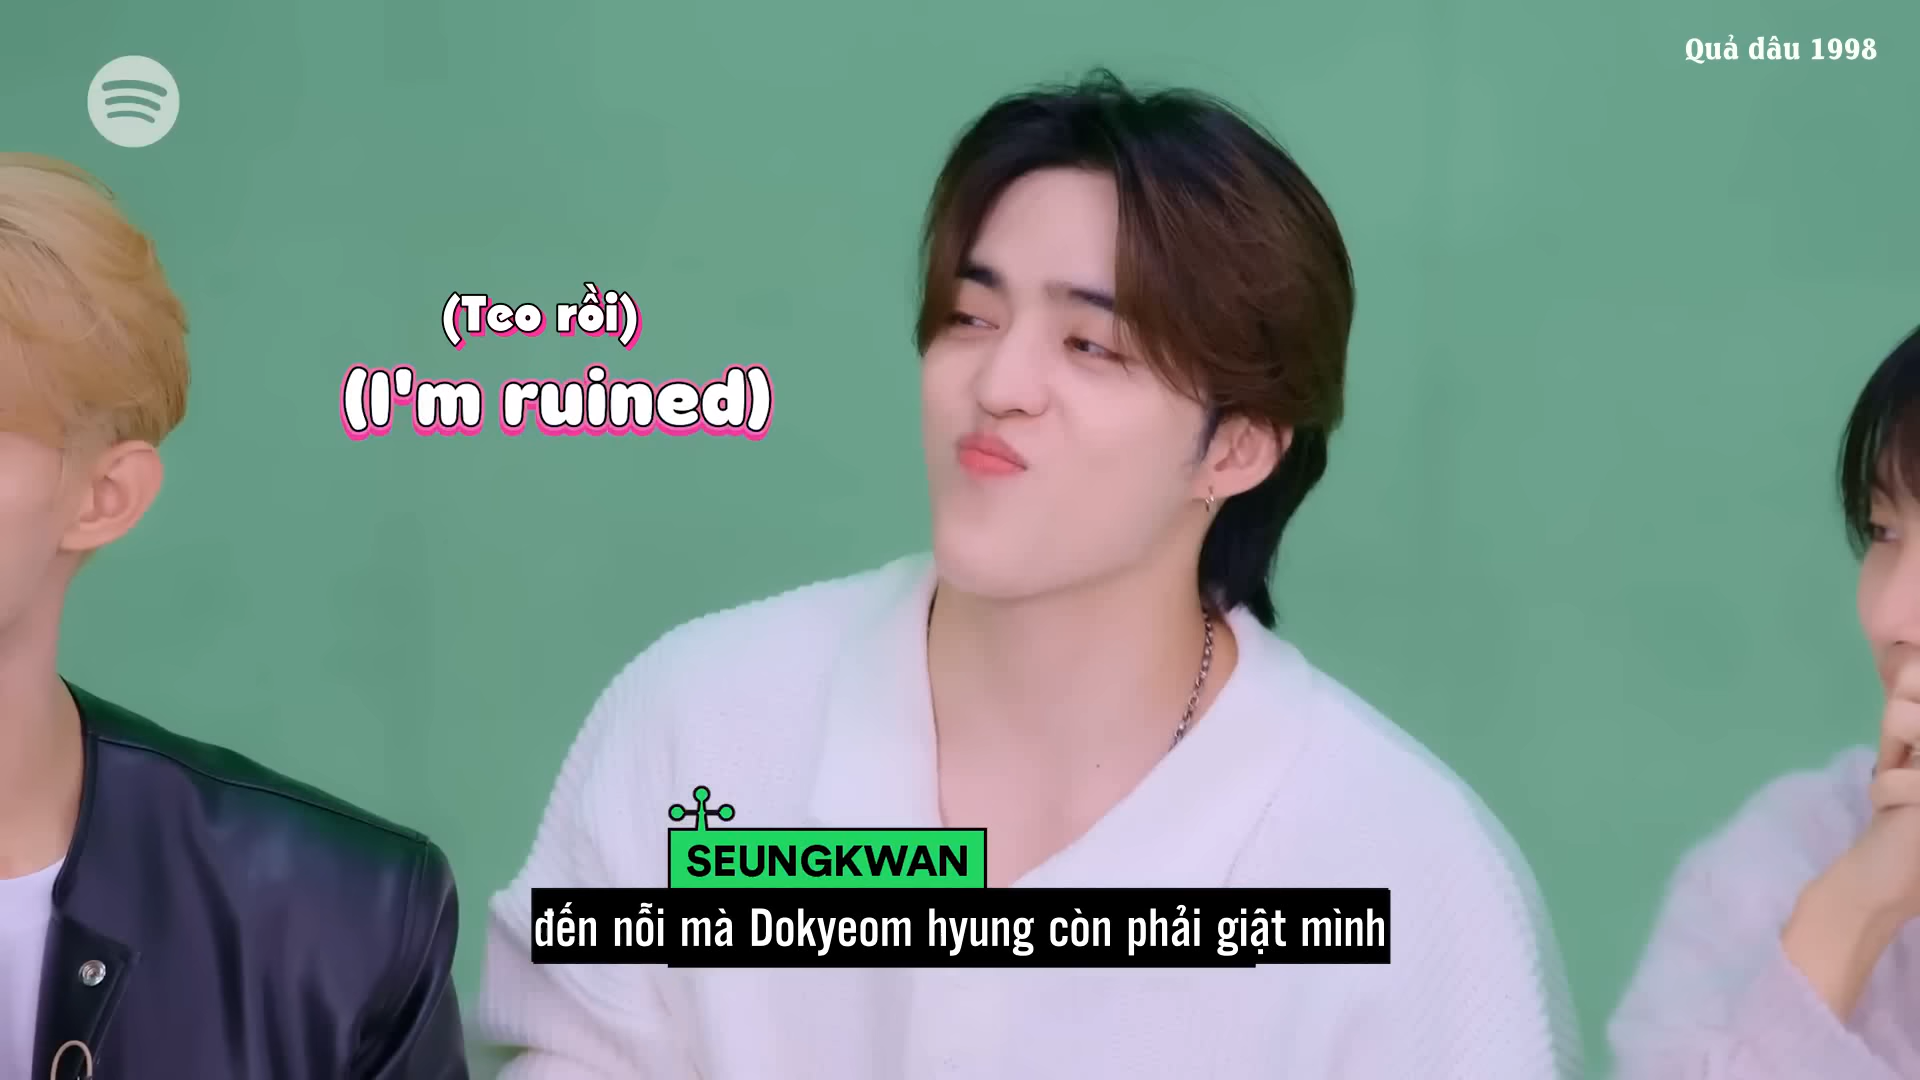 Quả dâu 1998
(Teo rồi)
(I'm ruined)
SEUNGKWAN
đến nỗi mà Dokyeom hyung còn phải giật mình